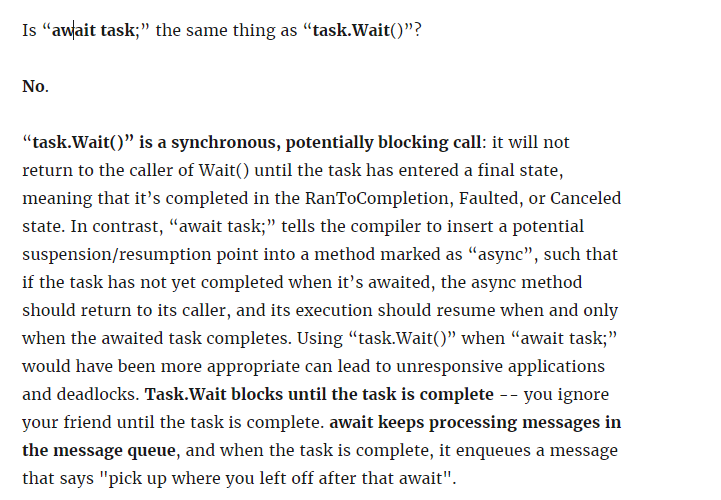 Is “await task;” the same thing as “task.Wait()”?
No.
“task.Wait()” is a synchronous, potentially blocking call: it will not
return to the caller of Wait() until the task has entered a final state,
meaning that it’s completed in the RanToCompletion, Faulted, or Canceled
state. In contrast, “await task;” tells the compiler to insert a potential
suspension/resumption point into a method marked as “async”, such that
if the task has not yet completed when it’s awaited, the async method
should return to its caller, and its execution should resume when and only
when the awaited task completes. Using “task.Wait()” when “await task;”
would have been more appropriate can lead to unresponsive applications
and deadlocks. Task.Wait blocks until the task is complete -- you ignore
your friend until the task is complete. await keeps processing messages in
the message queue, and when the task is complete, it enqueues a message
that says "pick up where you left off after that await".